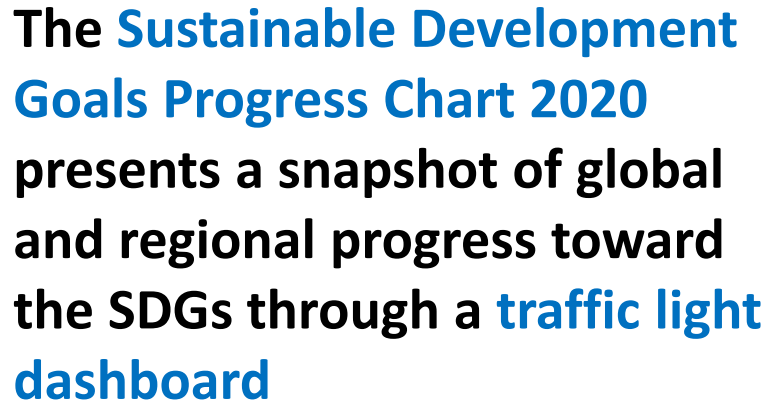 The Sustainable Development
Goals Progress Chart 2020
presents a snapshot of global
and regional progress toward
the SDGs through a traffic light
dashboard